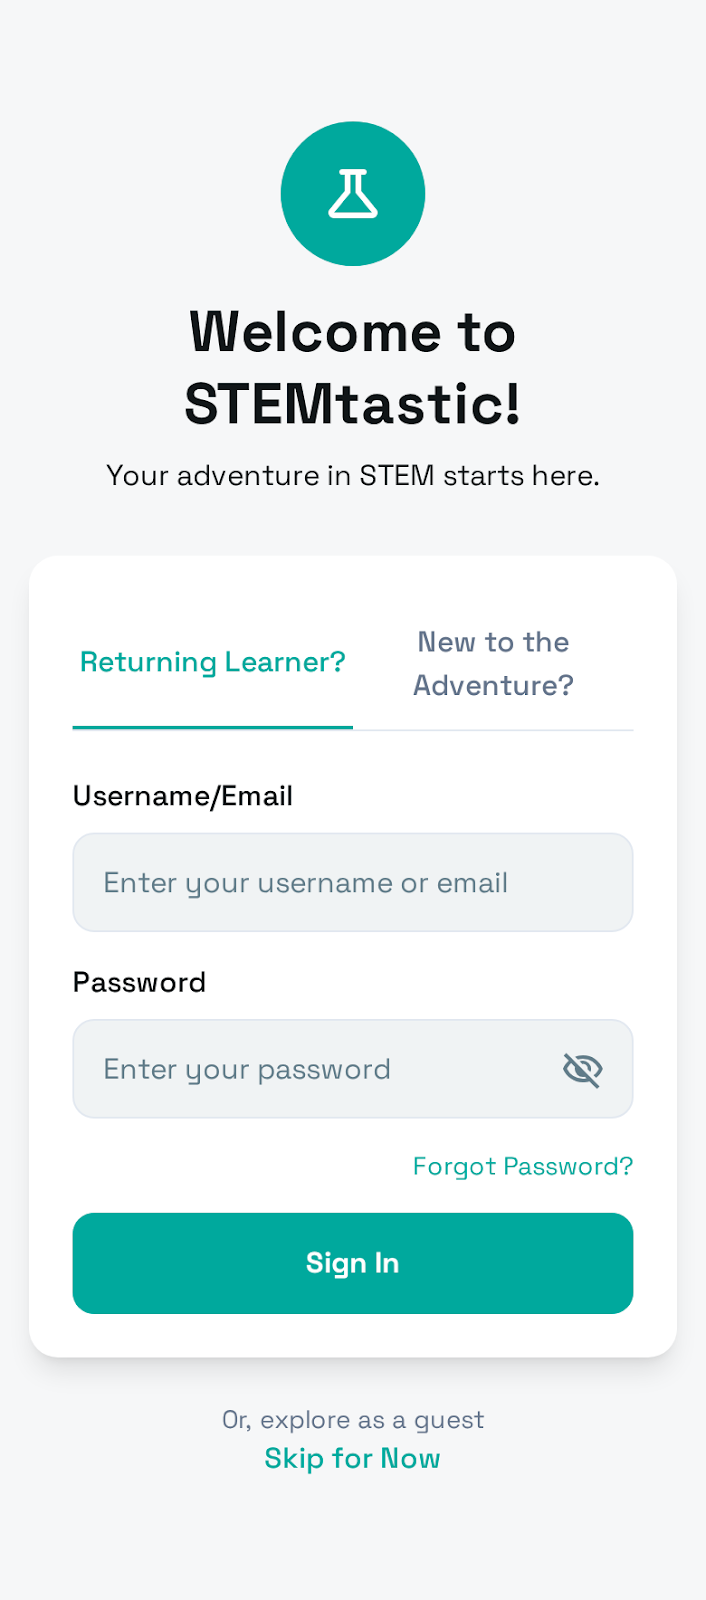 Welcome to
STEMtastic!
Your adventure in STEM starts here.
Returning Learner?
New to the
Adventure?
Username/Email
Enter your username or email
Password
Enter your password
Forgot Password?
Sign In
Or, explore as a guest
Skip for Now